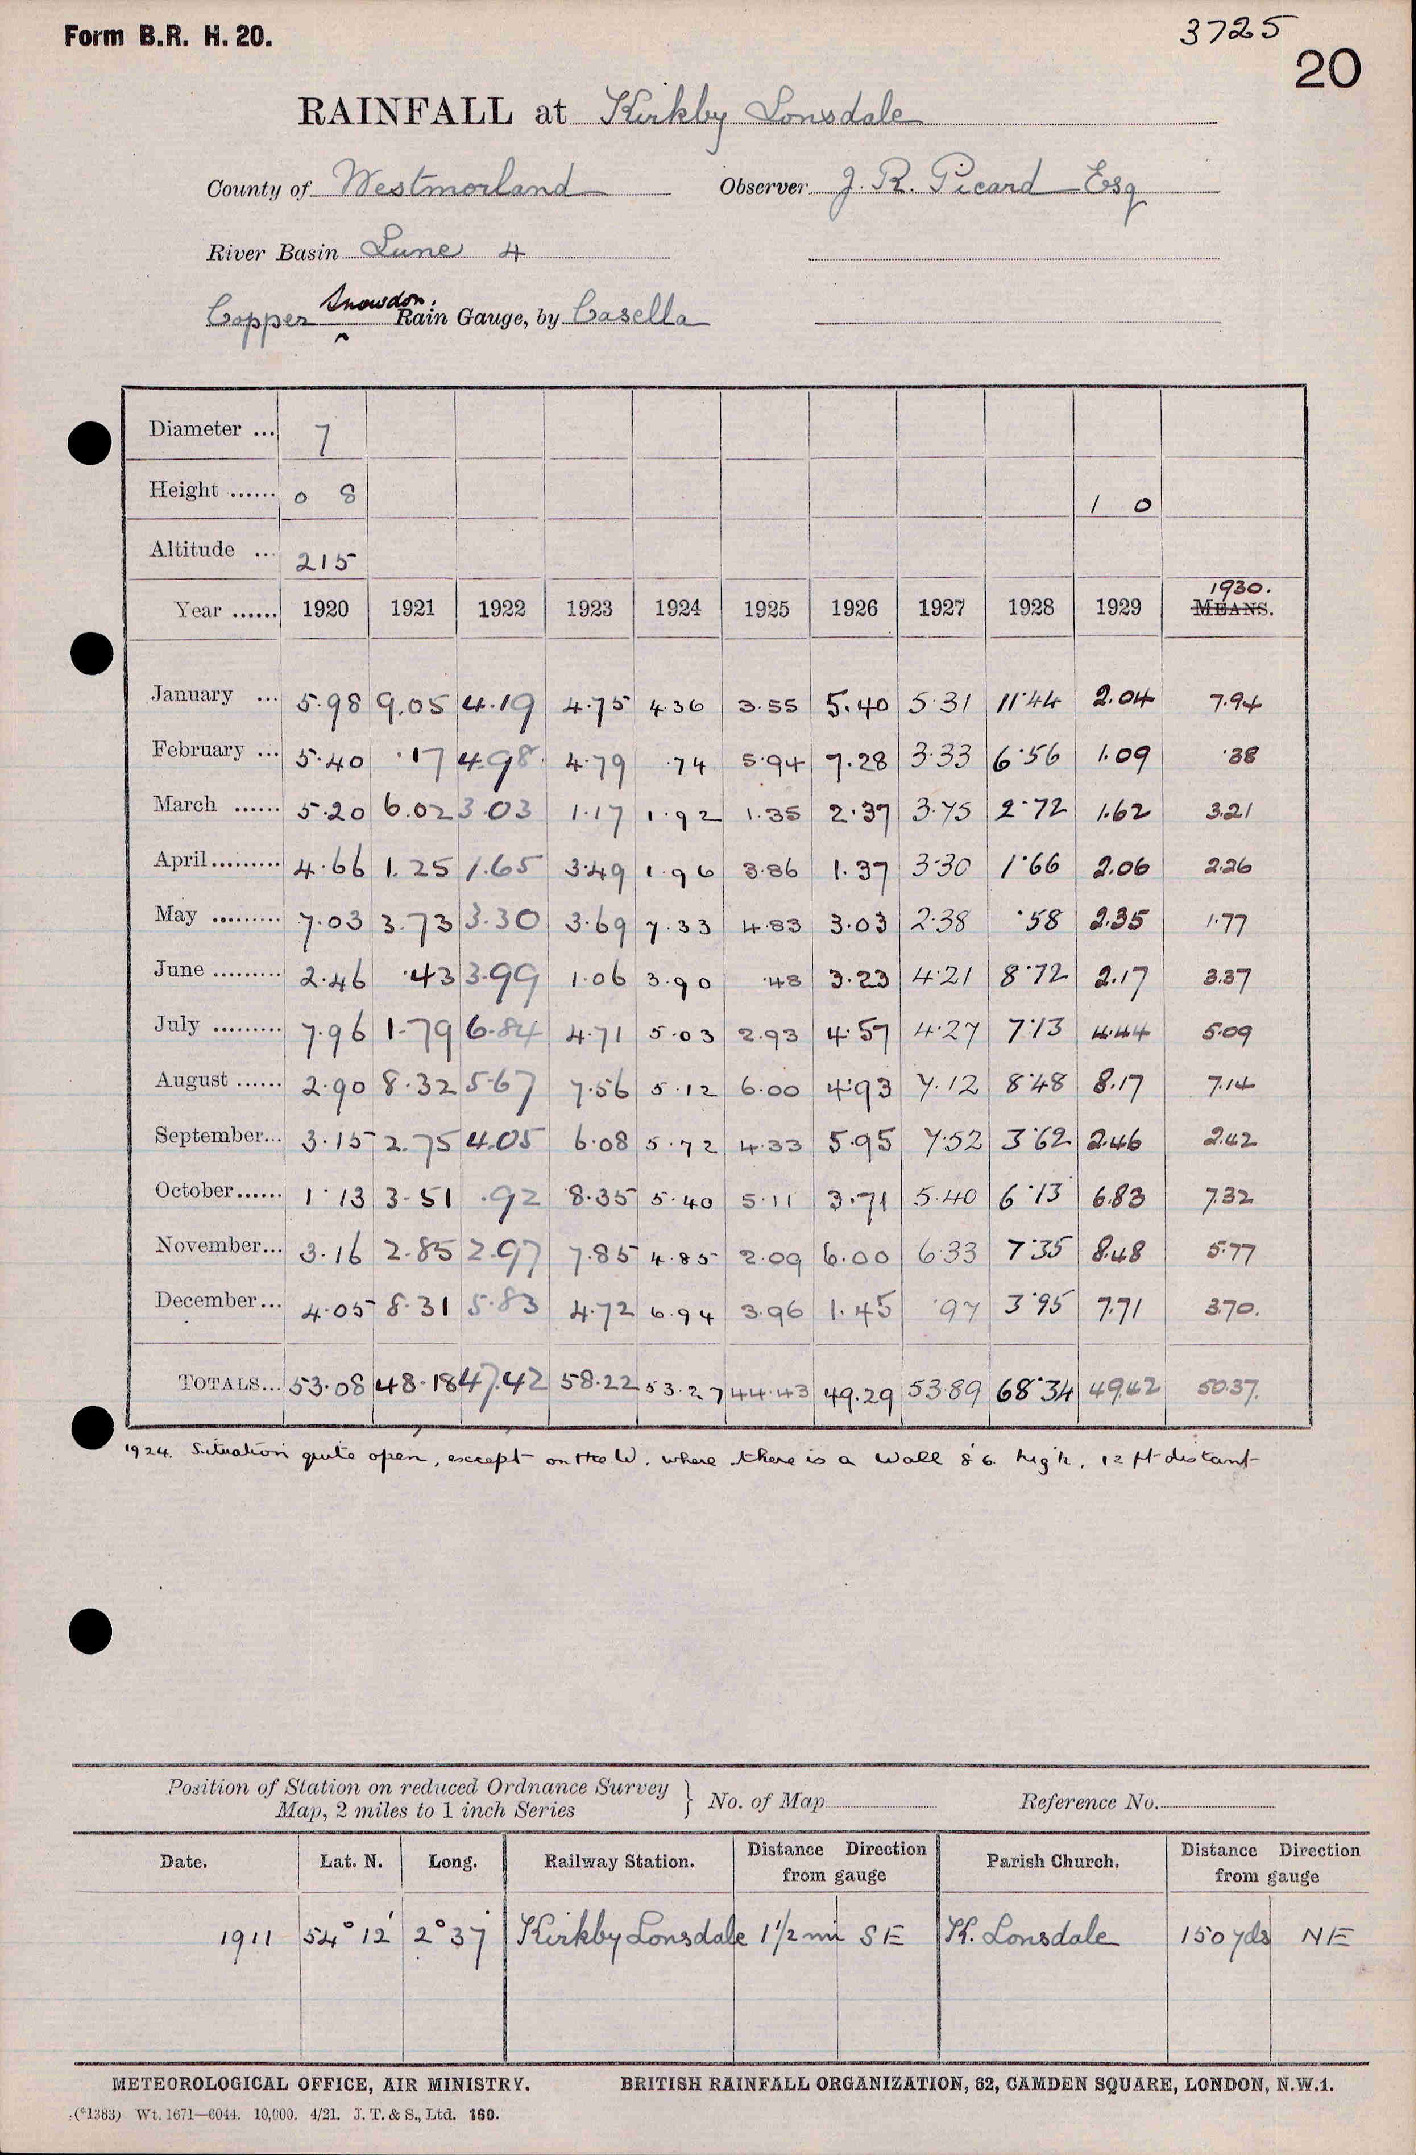 Form B.R. H. 20.
3725
20
RAINFALL at Kirkby Lonsdale
County of Westmorland Observer J. R. Picard Esq
River Basin Lune 4
Copper Snowdon. Rain Gauge, by Casella
Diameter ... 7
Height ...... 0 8 1 0
Altitude ... 215
1930.
Year ...... 1920 1921 1922 1923 1924 1925 1926 1927 1928 1929 MEANS.
January ... 5.98 9.05 4.19 4.75 4.36 3.55 5.40 5.31 11.44 2.04 7.94
February ... 5.40 .17 4.98 4.79 .74 5.94 7.28 3.33 6.56 1.09 .38
March ...... 5.20 6.02 3.03 1.17 1.92 1.35 2.37 3.75 2.72 1.62 3.21
April ......... 4.66 1.25 1.65 3.49 1.96 3.86 1.37 3.30 1.66 2.06 2.26
May ......... 7.03 3.73 3.30 3.69 7.33 4.83 3.03 2.38 .58 2.35 1.77
June ......... 2.46 .43 3.99 1.06 3.90 .48 3.23 4.21 8.72 2.17 3.37
July ......... 7.96 1.79 6.84 4.71 5.03 2.93 4.57 4.27 7.13 4.44 5.09
August ...... 2.90 8.32 5.67 7.56 5.12 6.00 4.93 7.12 8.48 8.17 7.14
September... 3.15 2.75 4.05 6.08 5.72 4.33 5.95 7.52 3.62 2.46 2.42
October...... 1.13 3.51 .92 8.35 5.40 5.11 3.71 5.40 6.13 6.83 7.32
November... 3.16 2.85 2.97 7.85 4.85 2.09 6.00 6.33 7.35 8.48 5.77
December... 4.05 8.31 5.83 4.72 6.94 3.96 1.45 .97 3.95 7.71 3.70.
TOTALS... 53.08 48.18 47.42 58.22 53.27 44.43 49.29 53.89 68.34 49.42 50.37.
1924. Situation quite open, except on the W. where there is a wall 8'6 high, 12 ft distant
Position of Station on reduced Ordnance Survey
Map, 2 miles to 1 inch Series } No. of Map Reference No.
Date. Lat. N. Long. Railway Station. Distance Direction from gauge Parish Church. Distance Direction from gauge
1911 54° 12' 2° 37' Kirkby Lonsdale 1 1/2 mi SE K. Lonsdale 150 yds NE
METEOROLOGICAL OFFICE, AIR MINISTRY. BRITISH RAINFALL ORGANIZATION, 62, CAMDEN SQUARE, LONDON, N.W.1.
(*1383) Wt. 1671—6044. 10,000. 4/21. J. T. & S., Ltd. 160.